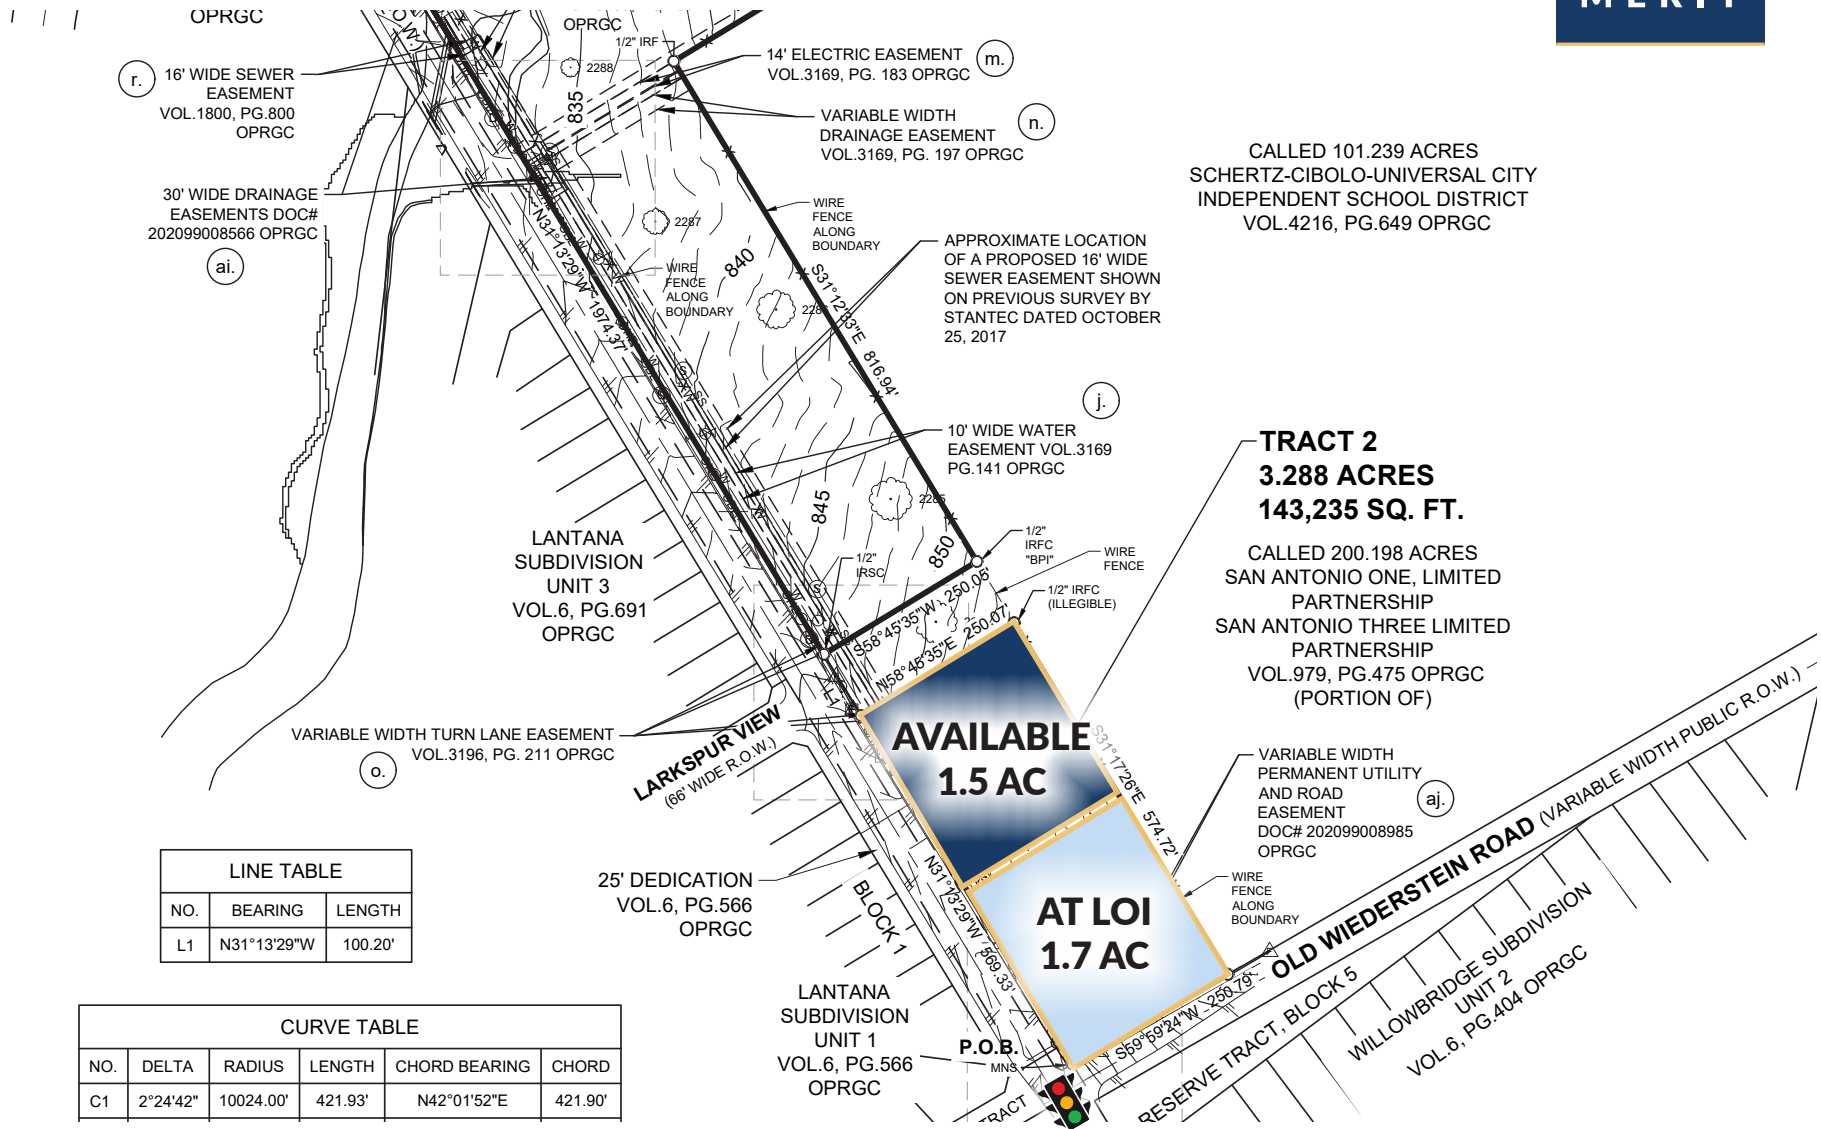 OPRGC
OPRGC
MERIT
1/2" IRF
r.
16' WIDE SEWER
EASEMENT
VOL.1800, PG.800
OPRGC
2288
835
14' ELECTRIC EASEMENT
VOL.3169, PG. 183 OPRGC
m.
VARIABLE WIDTH
DRAINAGE EASEMENT
VOL.3169, PG. 197 OPRGC
n.
CALLED 101.239 ACRES
SCHERTZ-CIBOLO-UNIVERSAL CITY
INDEPENDENT SCHOOL DISTRICT
VOL.4216, PG.649 OPRGC
30' WIDE DRAINAGE
EASEMENTS DOC#
202099008566 OPRGC
ai.
N31°13'29"W 1974.37'
2287
WIRE
FENCE
ALONG
BOUNDARY
840
WIRE
FENCE
ALONG
BOUNDARY
S31°12'33"E 816.94'
APPROXIMATE LOCATION
OF A PROPOSED 16' WIDE
SEWER EASEMENT SHOWN
ON PREVIOUS SURVEY BY
STANTEC DATED OCTOBER
25, 2017
j.
10' WIDE WATER
EASEMENT VOL.3169
PG.141 OPRGC
845
2285
850
TRACT 2
3.288 ACRES
143,235 SQ. FT.
CALLED 200.198 ACRES
SAN ANTONIO ONE, LIMITED
PARTNERSHIP
SAN ANTONIO THREE LIMITED
PARTNERSHIP
VOL.979, PG.475 OPRGC
(PORTION OF)
LANTANA
SUBDIVISION
UNIT 3
VOL.6, PG.691
OPRGC
1/2"
IRSC
1/2"
IRFC
"BPI"
WIRE
FENCE
1/2" IRFC
(ILLEGIBLE)
S58°45'35"W 250.05'
N58°45'35"E 250.07'
L1
VARIABLE WIDTH TURN LANE EASEMENT
VOL.3196, PG. 211 OPRGC
o.
LARKSPUR VIEW
(66' WIDE R.O.W.)
AVAILABLE
1.5 AC
S31°17'26"E 574.72'
VARIABLE WIDTH
PERMANENT UTILITY
AND ROAD
EASEMENT
DOC# 202099008985
OPRGC
aj.
WIRE
FENCE
ALONG
BOUNDARY
OLD WIEDERSTEIN ROAD (VARIABLE WIDTH PUBLIC R.O.W.)
25' DEDICATION
VOL.6, PG.566
OPRGC
BLOCK 1
N31°13'29"W 569.33'
AT LOI
1.7 AC
S59°59'24"W 250.79'
LANTANA
SUBDIVISION
UNIT 1
VOL.6, PG.566
OPRGC
P.O.B.
MNS
RESERVE TRACT, BLOCK 5
WILLOWBRIDGE SUBDIVISION
UNIT 2
VOL.6, PG.404 OPRGC
LINE TABLE
NO. BEARING LENGTH
L1 N31°13'29"W 100.20'
CURVE TABLE
NO. DELTA RADIUS LENGTH CHORD BEARING CHORD
C1 2°24'42" 10024.00' 421.93' N42°01'52"E 421.90'